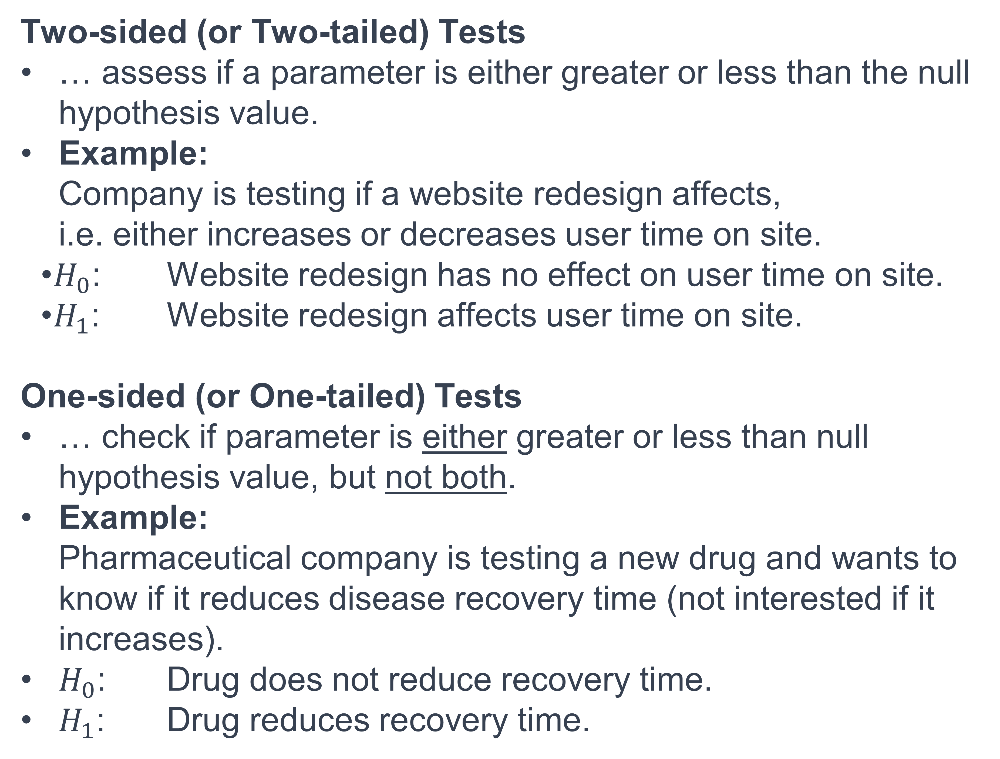 Two-sided (or Two-tailed) Tests
• … assess if a parameter is either greater or less than the null
hypothesis value.
• Example:
Company is testing if a website redesign affects,
i.e. either increases or decreases user time on site.
•H₀: Website redesign has no effect on user time on site.
•H₁: Website redesign affects user time on site.
One-sided (or One-tailed) Tests
• … check if parameter is either greater or less than null
hypothesis value, but not both.
• Example:
Pharmaceutical company is testing a new drug and wants to
know if it reduces disease recovery time (not interested if it
increases).
• H₀: Drug does not reduce recovery time.
• H₁: Drug reduces recovery time.